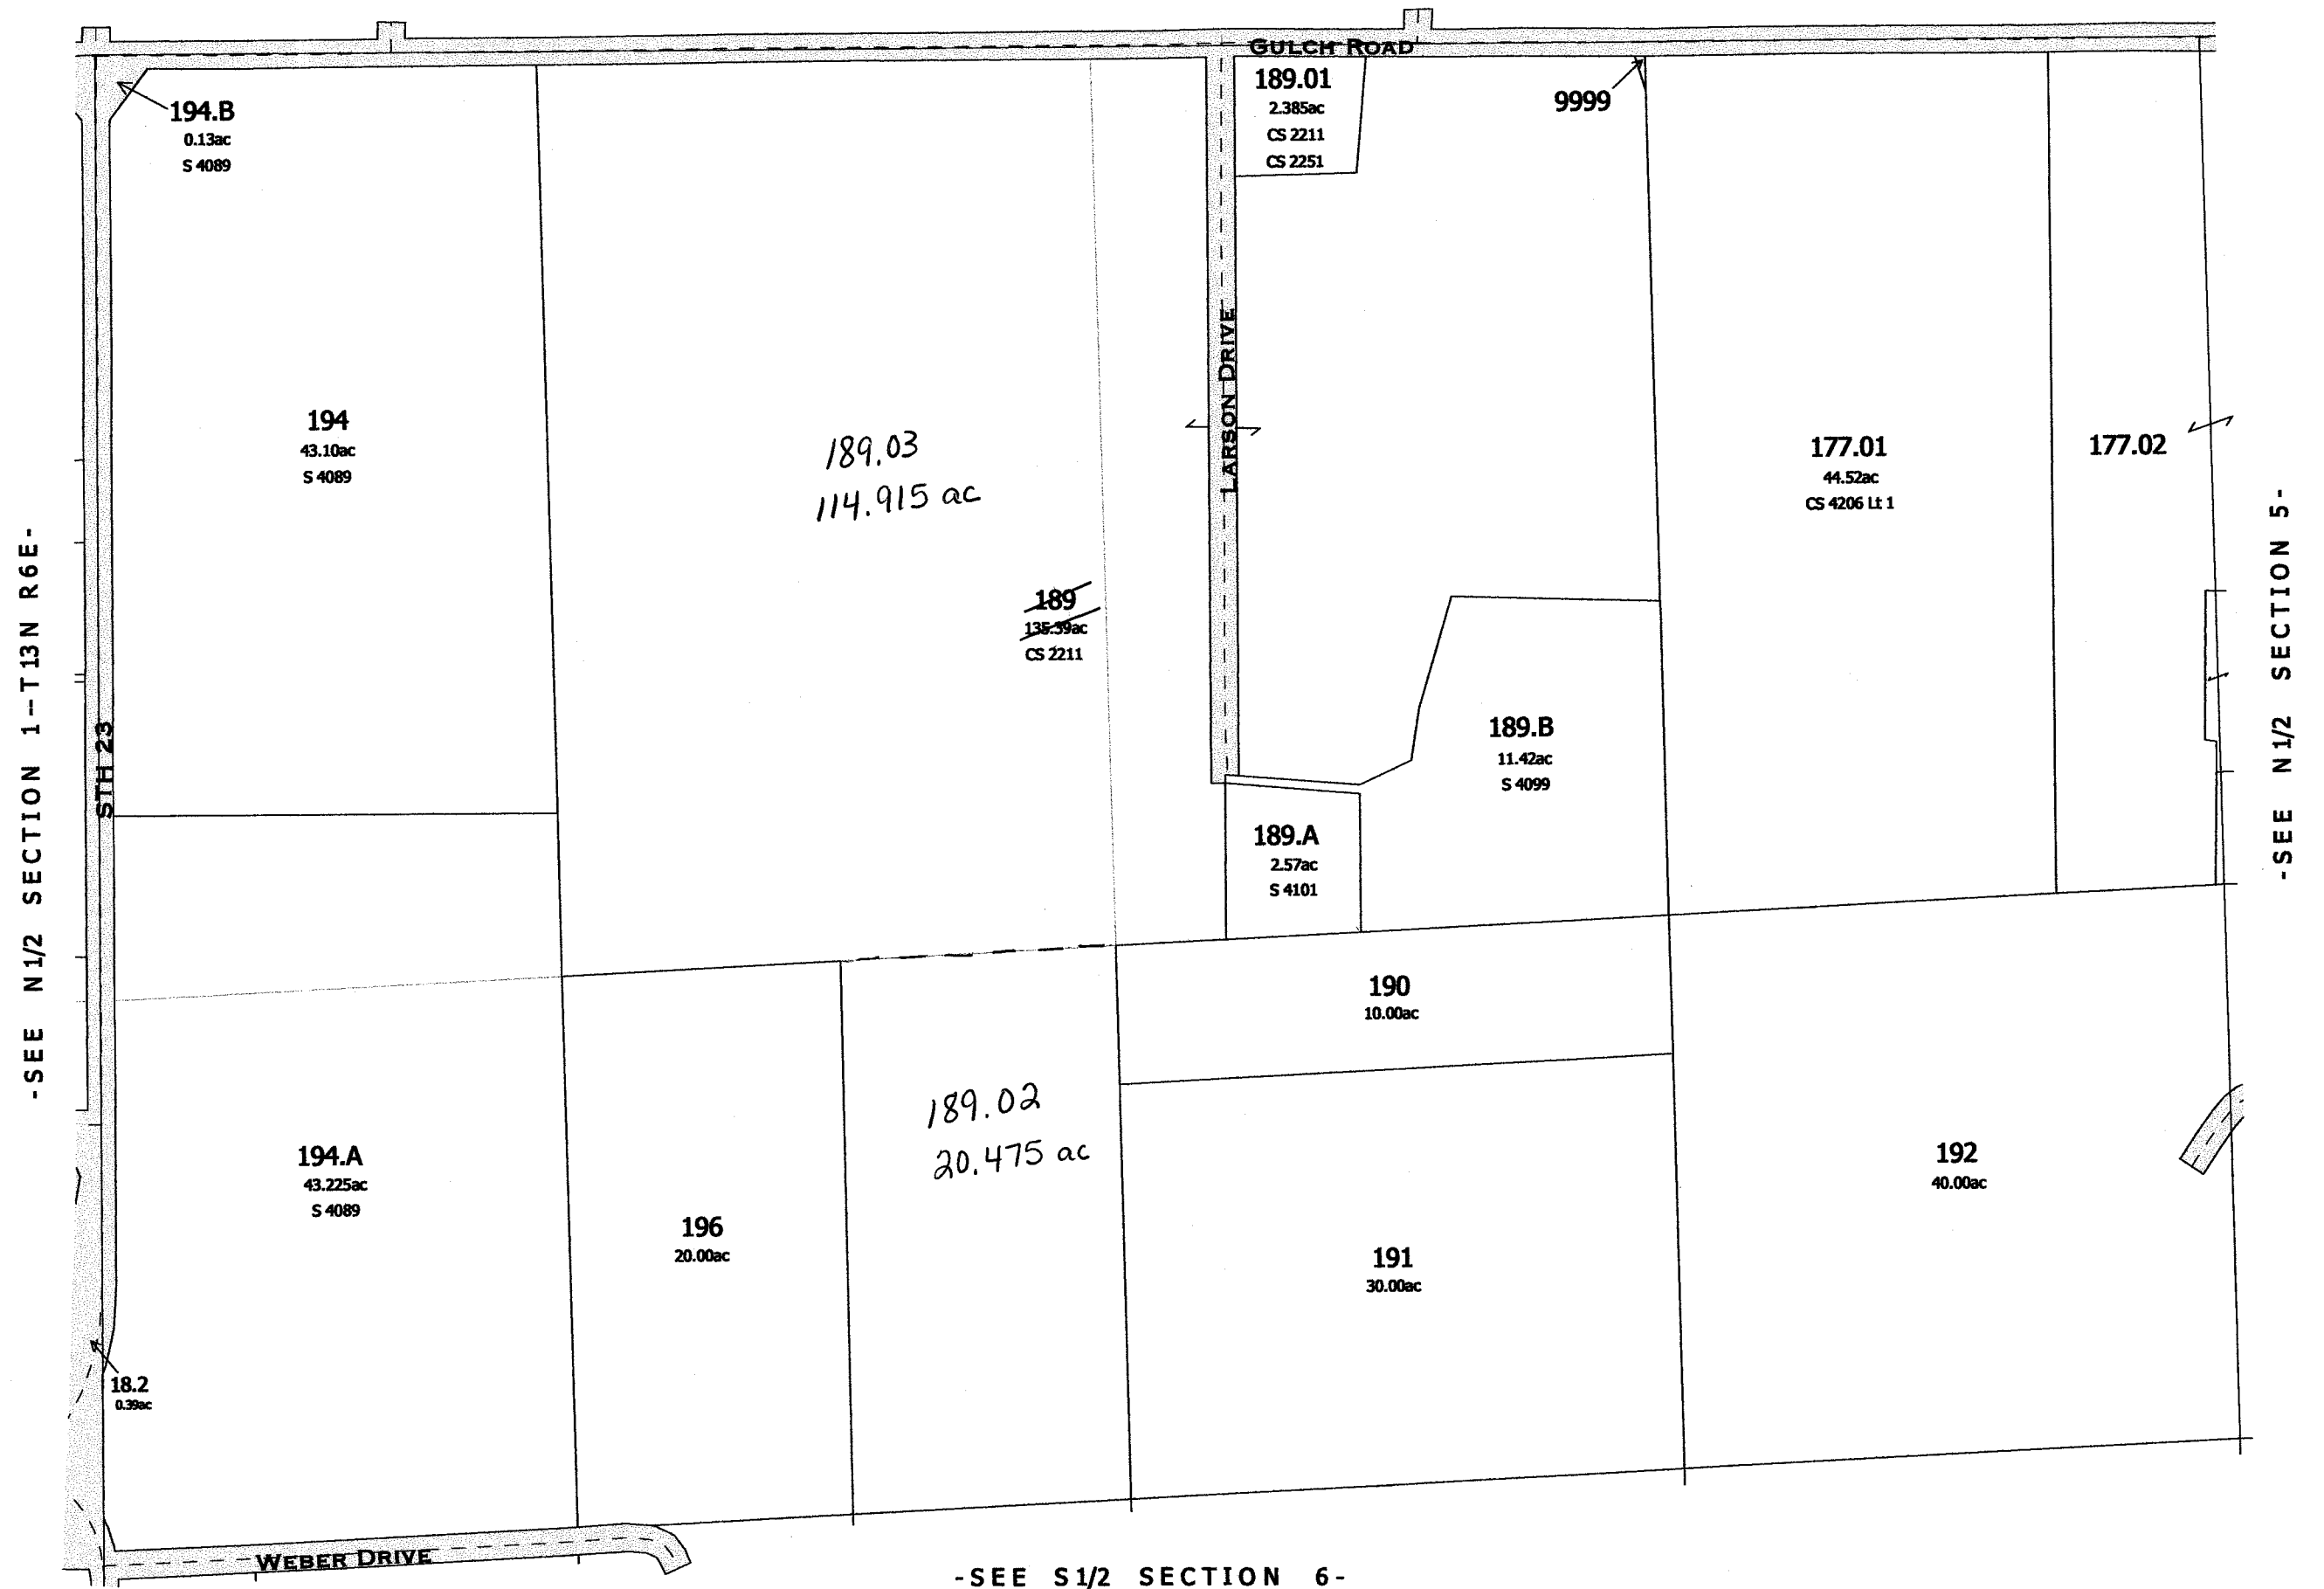 GULCH ROAD
194.B
0.13ac
S 4089
189.01
2.385ac
CS 2211
CS 2251
9999
LARSON DRIVE
194
43.10ac
S 4089
189.03
114.915 ac
177.01
44.52ac
CS 4206 Lt 1
177.02
189
135.39ac
CS 2211
-SEE N1/2 SECTION 1--T13N R6E-
STH 23
-SEE N1/2 SECTION 5-
189.B
11.42ac
S 4099
189.A
2.57ac
S 4101
190
10.00ac
189.02
20.475 ac
194.A
43.225ac
S 4089
192
40.00ac
196
20.00ac
191
30.00ac
18.2
0.39ac
WEBER DRIVE
-SEE S1/2 SECTION 6-